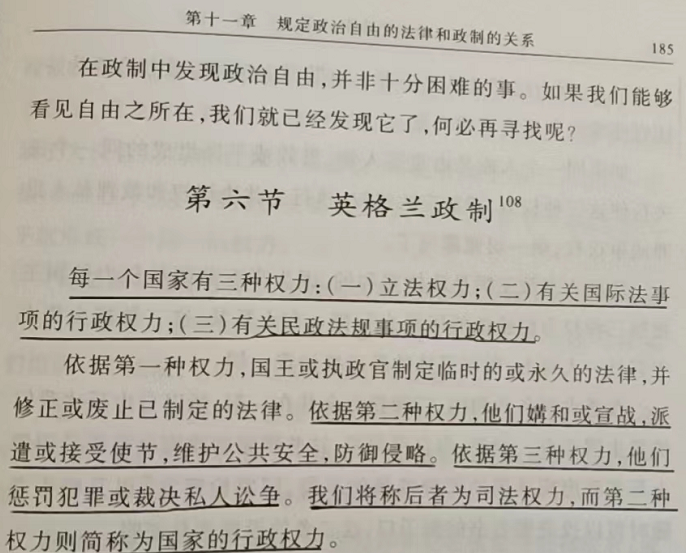 第十一章　规定政治自由的法律和政制的关系　185
在政制中发现政治自由,并非十分困难的事。如果我们能够
看见自由之所在,我们就已经发现它了,何必再寻找呢?
第六节　英格兰政制108
每一个国家有三种权力:(一)立法权力;(二)有关国际法事
项的行政权力;(三)有关民政法规事项的行政权力。
依据第一种权力,国王或执政官制定临时的或永久的法律,并
修正或废止已制定的法律。依据第二种权力,他们媾和或宣战,派
遣或接受使节,维护公共安全,防御侵略。依据第三种权力,他们
惩罚犯罪或裁决私人讼争。我们将称后者为司法权力,而第二种
权力则简称为国家的行政权力。